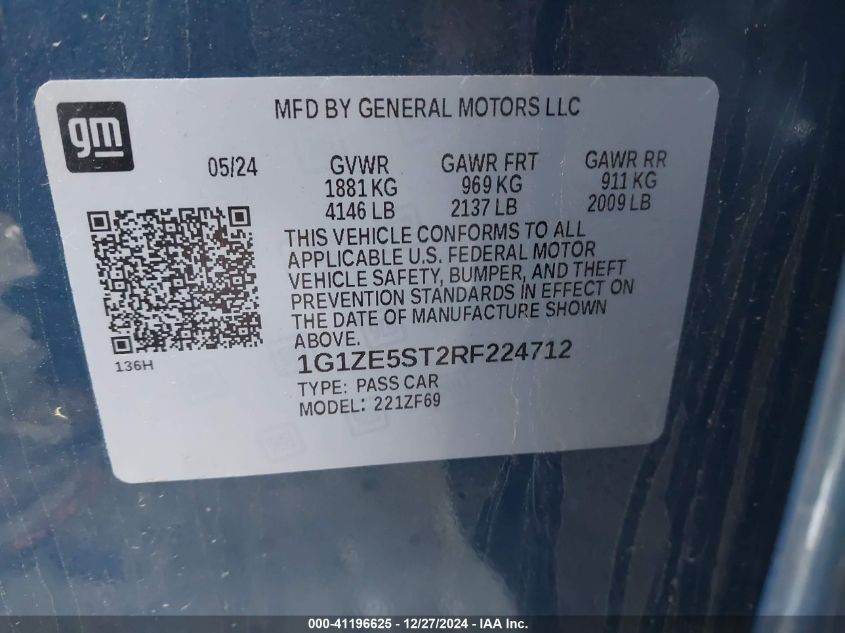 MFD BY GENERAL MOTORS LLC
gm
05/24 GVWR GAWR FRT GAWR RR
1881 KG 969 KG 911 KG
4146 LB 2137 LB 2009 LB
THIS VEHICLE CONFORMS TO ALL
APPLICABLE U.S. FEDERAL MOTOR
VEHICLE SAFETY, BUMPER, AND THEFT
PREVENTION STANDARDS IN EFFECT ON
THE DATE OF MANUFACTURE SHOWN
ABOVE.
136H
1G1ZE5ST2RF224712
TYPE: PASS CAR
MODEL: 221ZF69
000-41196625 - 12/27/2024 - IAA Inc.